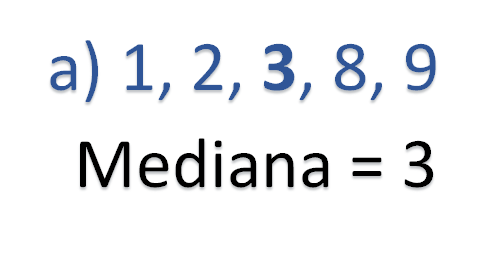 a) 1, 2, 3, 8, 9
Mediana = 3